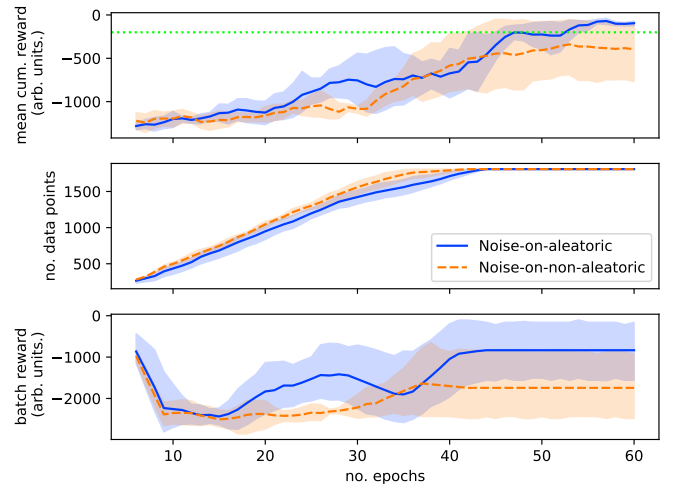 mean cum. reward
(arb. units.)
0
−500
−1000
no. data points
1500
1000
500
Noise-on-aleatoric
Noise-on-non-aleatoric
batch reward
(arb. units.)
0
−1000
−2000
10 20 30 40 50 60
no. epochs